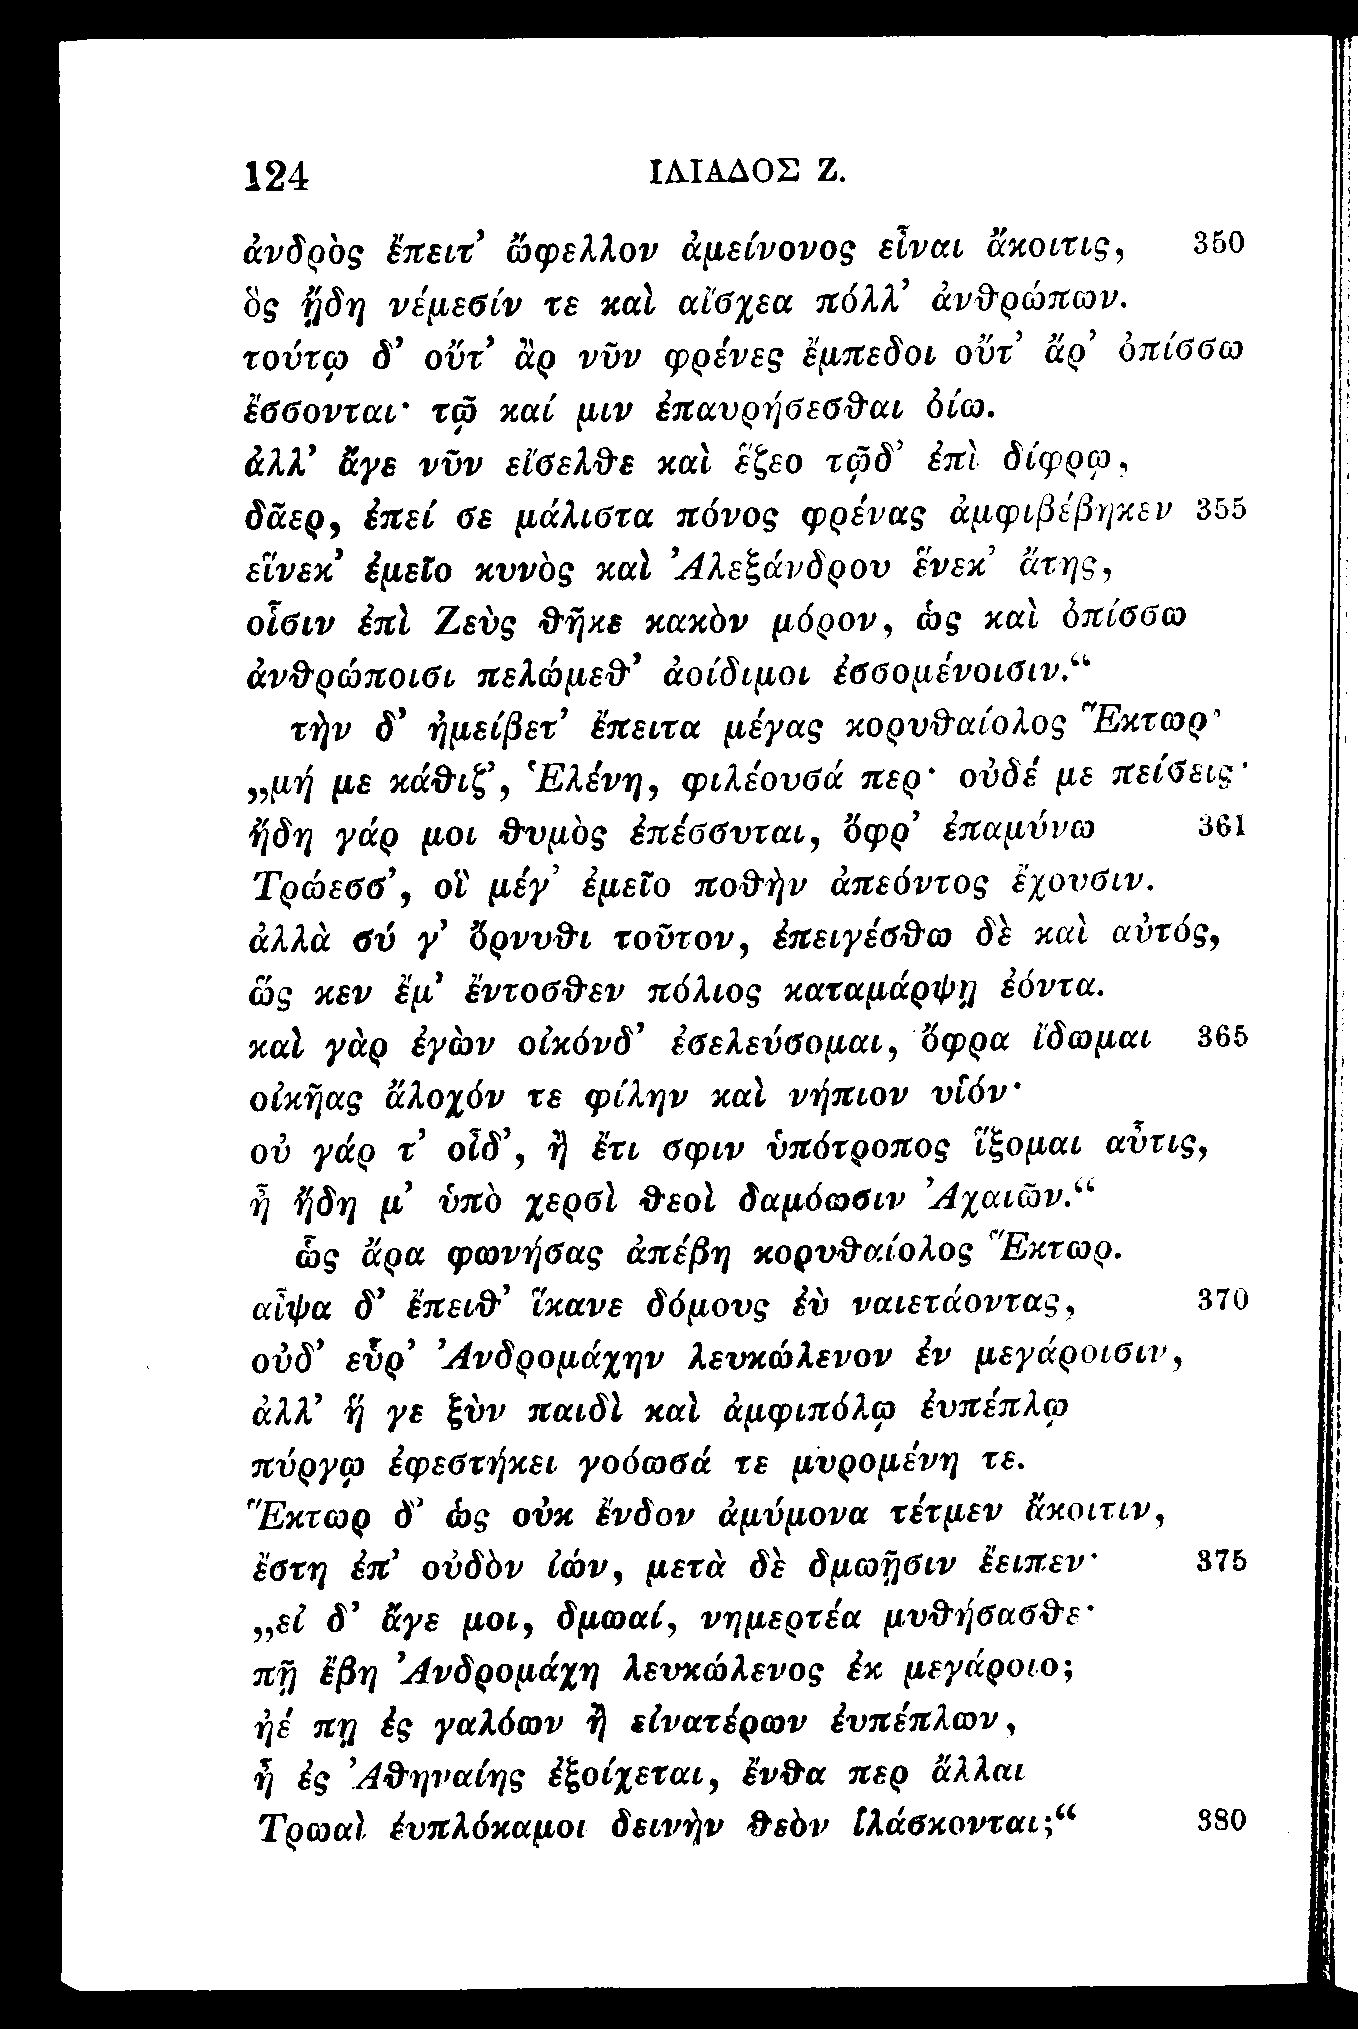 124 ΙΛΙΑΔΟΣ Ζ.
ἀνδρὸς ἔπειτ’ ὤφελλον ἀμείνονος εἶναι ἄκοιτις, 350
ὃς ᾔδη νέμεσίν τε καὶ αἴσχεα πόλλ’ ἀνθρώπων.
τούτῳ δ’ οὔτ’ ἂρ νῦν φρένες ἔμπεδοι οὔτ’ ἄρ’ ὀπίσσω
ἔσσονται· τῷ καί μιν ἐπαυρήσεσθαι ὀίω.
ἀλλ’ ἄγε νῦν εἴσελθε καὶ ἕζεο τῷδ’ ἐπὶ δίφρῳ,
δᾶερ, ἐπεί σε μάλιστα πόνος φρένας ἀμφιβέβηκεν 355
εἵνεκ’ ἐμεῖο κυνὸς καὶ Ἀλεξάνδρου ἕνεκ’ ἄτης,
οἷσιν ἐπὶ Ζεὺς θῆκε κακὸν μόρον, ὡς καὶ ὀπίσσω
ἀνθρώποισι πελώμεθ’ ἀοίδιμοι ἐσσομένοισιν.“
τὴν δ’ ἠμείβετ’ ἔπειτα μέγας κορυθαίολος Ἕκτωρ·
„μή με κάθιζ’, Ἑλένη, φιλέουσά περ· οὐδέ με πείσεις·
ἤδη γάρ μοι θυμὸς ἐπέσσυται, ὄφρ’ ἐπαμύνω 361
Τρώεσσ’, οἳ μέγ’ ἐμεῖο ποθὴν ἀπεόντος ἔχουσιν.
ἀλλὰ σύ γ’ ὄρνυθι τοῦτον, ἐπειγέσθω δὲ καὶ αὐτός,
ὥς κεν ἔμ’ ἔντοσθεν πόλιος καταμάρψῃ ἐόντα.
καὶ γὰρ ἐγὼν οἰκόνδ’ ἐσελεύσομαι, ὄφρα ἴδωμαι 365
οἰκῆας ἄλοχόν τε φίλην καὶ νήπιον υἱόν·
οὐ γάρ τ’ οἶδ’, ἢ ἔτι σφιν ὑπότροπος ἵξομαι αὖτις,
ἦ ἤδη μ’ ὑπὸ χερσὶ θεοὶ δαμόωσιν Ἀχαιῶν.“
ὣς ἄρα φωνήσας ἀπέβη κορυθαίολος Ἕκτωρ.
αἶψα δ’ ἔπειθ’ ἵκανε δόμους ἐὺ ναιετάοντας, 370
οὐδ’ εὗρ’ Ἀνδρομάχην λευκώλενον ἐν μεγάροισιν,
ἀλλ’ ἥ γε ξὺν παιδὶ καὶ ἀμφιπόλῳ ἐυπέπλῳ
πύργῳ ἐφεστήκει γοόωσά τε μυρομένη τε.
Ἕκτωρ δ’ ὡς οὐκ ἔνδον ἀμύμονα τέτμεν ἄκοιτιν,
ἔστη ἐπ’ οὐδὸν ἰών, μετὰ δὲ δμωῇσιν ἔειπεν· 375
„εἰ δ’ ἄγε μοι, δμωαί, νημερτέα μυθήσασθε·
πῇ ἔβη Ἀνδρομάχη λευκώλενος ἐκ μεγάροιο;
ἠέ πῃ ἐς γαλόων ἢ εἰνατέρων ἐυπέπλων,
ἦ ἐς Ἀθηναίης ἐξοίχεται, ἔνθα περ ἄλλαι
Τρωαὶ ἐυπλόκαμοι δεινὴν θεὸν ἱλάσκονται;“ 380